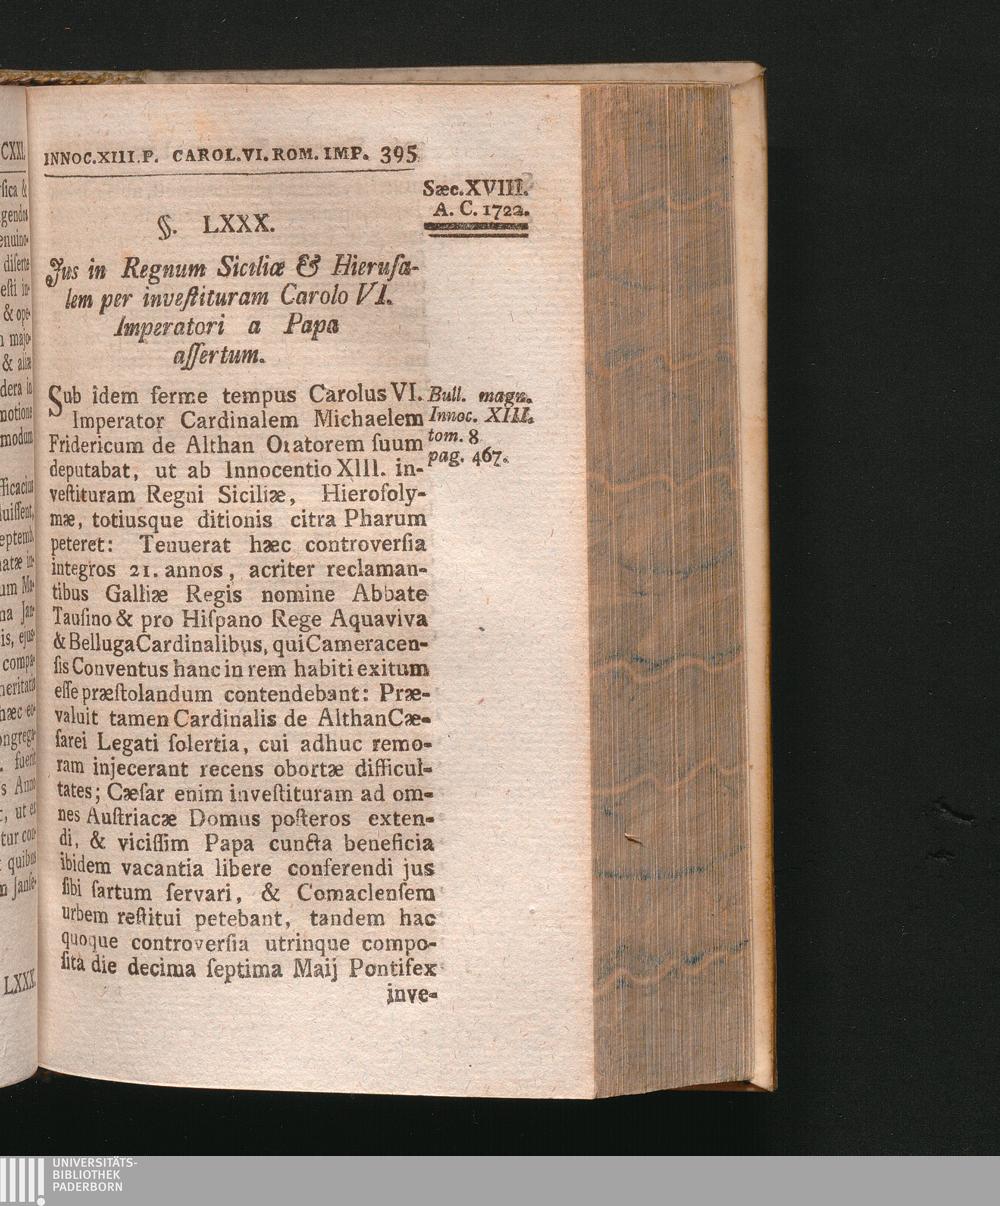 INNOC.XIII.P. CAROL.VI. ROM. IMP. 395
Sæc.XVIII.
A. C. 1722.
§. LXXX.
Jus in Regnum Siciliæ & Hierusa-
lem per investituram Carolo VI.
Imperatori a Papa
assertum.
Sub idem ferme tempus Carolus VI.
Imperator Cardinalem Michaelem
Fridericum de Althan Oratorem ſuum
deputabat, ut ab Innocentio XIII. in-
veſtituram Regni Siciliæ, Hieroſoly-
mæ, totiusque ditionis citra Pharum
peteret: Tenuerat hæc controverſia
integros 21. annos, acriter reclaman-
tibus Galliæ Regis nomine Abbate
Tauſino & pro Hiſpano Rege Aquaviva
& Belluga Cardinalibus, qui Cameracen-
ſis Conventus hanc in rem habiti exitum
eſſe præſtolandum contendebant: Præ-
valuit tamen Cardinalis de Althan Cæ-
ſarei Legati ſolertia, cui adhuc remo-
ram injecerant recens obortæ difficul-
tates; Cæſar enim inveſtituram ad om-
nes Auſtriacæ Domus poſteros exten-
di, & viciſſim Papa cuncta beneficia
ibidem vacantia libere conferendi jus
ſibi ſartum ſervari, & Comaclenſem
urbem reſtitui petebant, tandem hac
quoque controverſia utrinque compo-
ſita die decima ſeptima Maij Pontifex
inve-
Bull. magn.
Innoc. XIII.
tom. 8
pag. 467.
CXXI.
LXXX.
UNIVERSITÄTS-
BIBLIOTHEK
PADERBORN